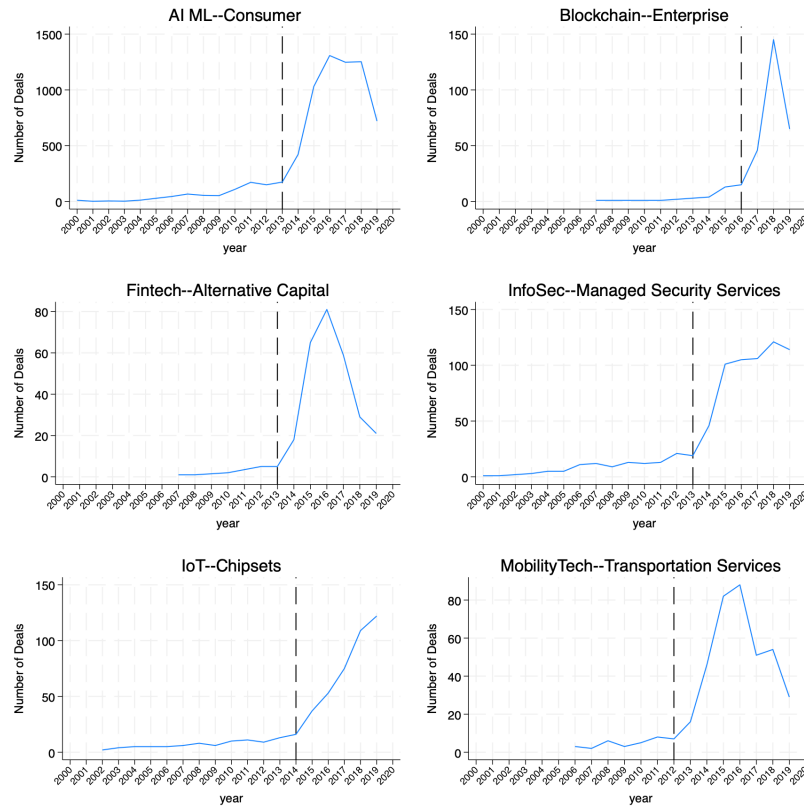 AI ML--Consumer
Number of Deals
1500
1000
500
0
2000 2001 2002 2003 2004 2005 2006 2007 2008 2009 2010 2011 2012 2013 2014 2015 2016 2017 2018 2019 2020
year
Blockchain--Enterprise
Number of Deals
150
100
50
0
2000 2001 2002 2003 2004 2005 2006 2007 2008 2009 2010 2011 2012 2013 2014 2015 2016 2017 2018 2019 2020
year
Fintech--Alternative Capital
Number of Deals
80
60
40
20
0
2000 2001 2002 2003 2004 2005 2006 2007 2008 2009 2010 2011 2012 2013 2014 2015 2016 2017 2018 2019 2020
year
InfoSec--Managed Security Services
Number of Deals
150
100
50
0
2000 2001 2002 2003 2004 2005 2006 2007 2008 2009 2010 2011 2012 2013 2014 2015 2016 2017 2018 2019 2020
year
IoT--Chipsets
Number of Deals
150
100
50
0
2000 2001 2002 2003 2004 2005 2006 2007 2008 2009 2010 2011 2012 2013 2014 2015 2016 2017 2018 2019 2020
year
MobilityTech--Transportation Services
Number of Deals
80
60
40
20
0
2000 2001 2002 2003 2004 2005 2006 2007 2008 2009 2010 2011 2012 2013 2014 2015 2016 2017 2018 2019 2020
year